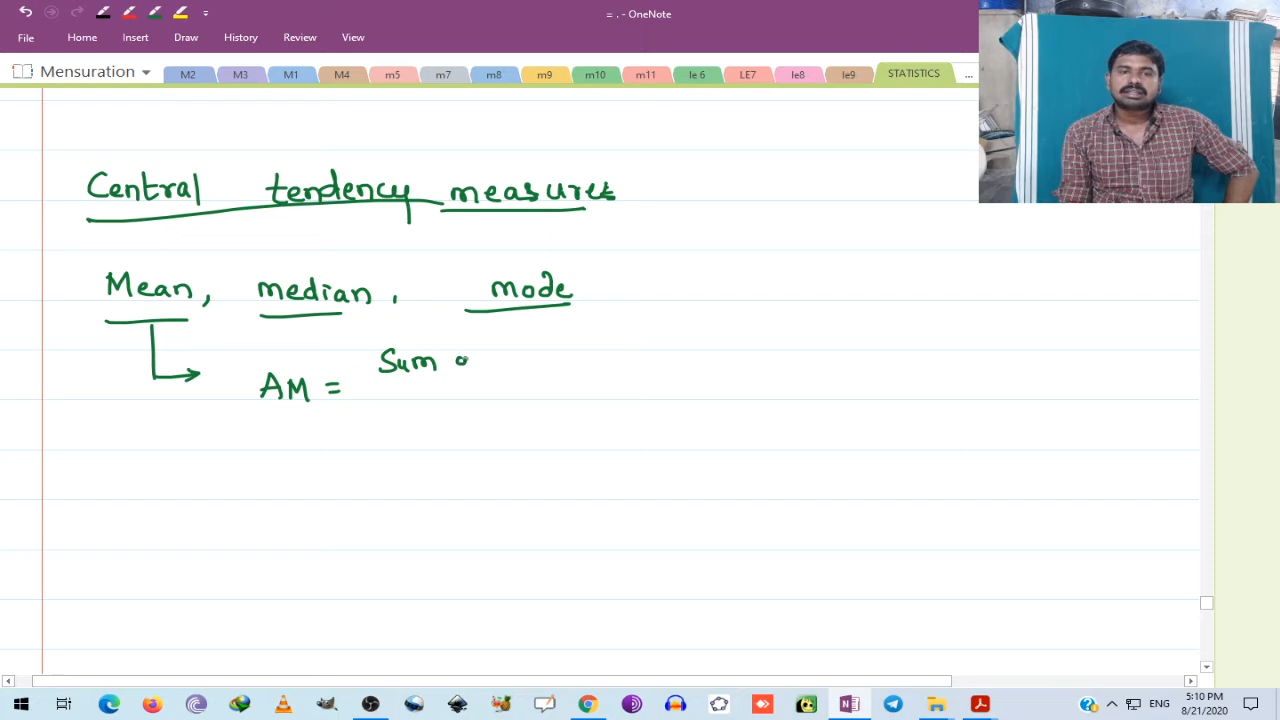 = . - OneNote
File Home Insert Draw History Review View
Mensuration M2 M3 M1 M4 m5 m7 m8 m9 m10 m11 le 6 LE7 le8 le9 STATISTICS ...
Central tendency measures
Mean, median, mode
Sum o
AM =
5:10 PM
ENG
8/21/2020